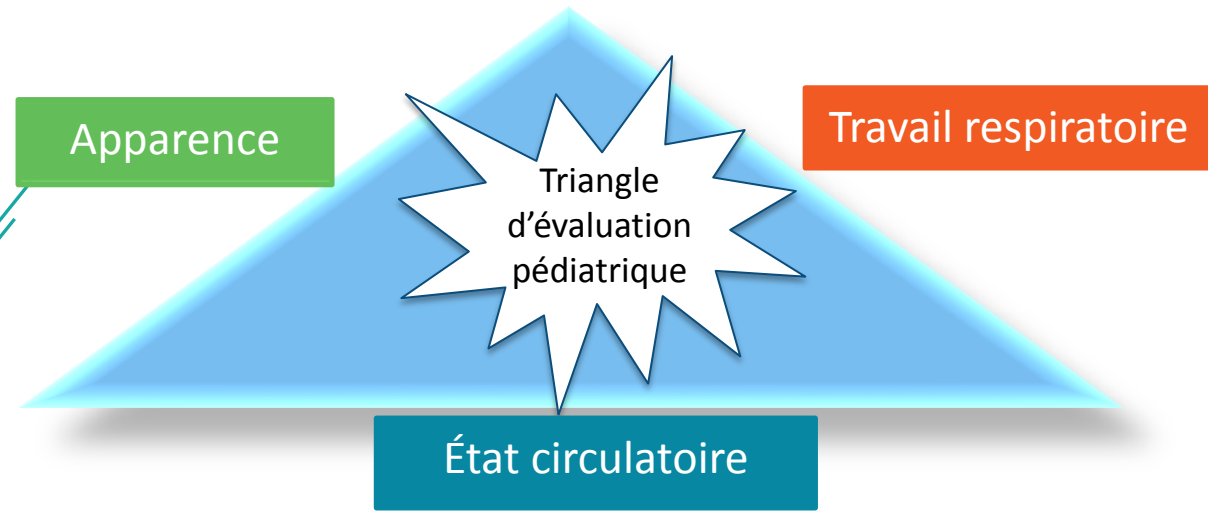 Apparence
Travail respiratoire
Triangle
d’évaluation
pédiatrique
État circulatoire